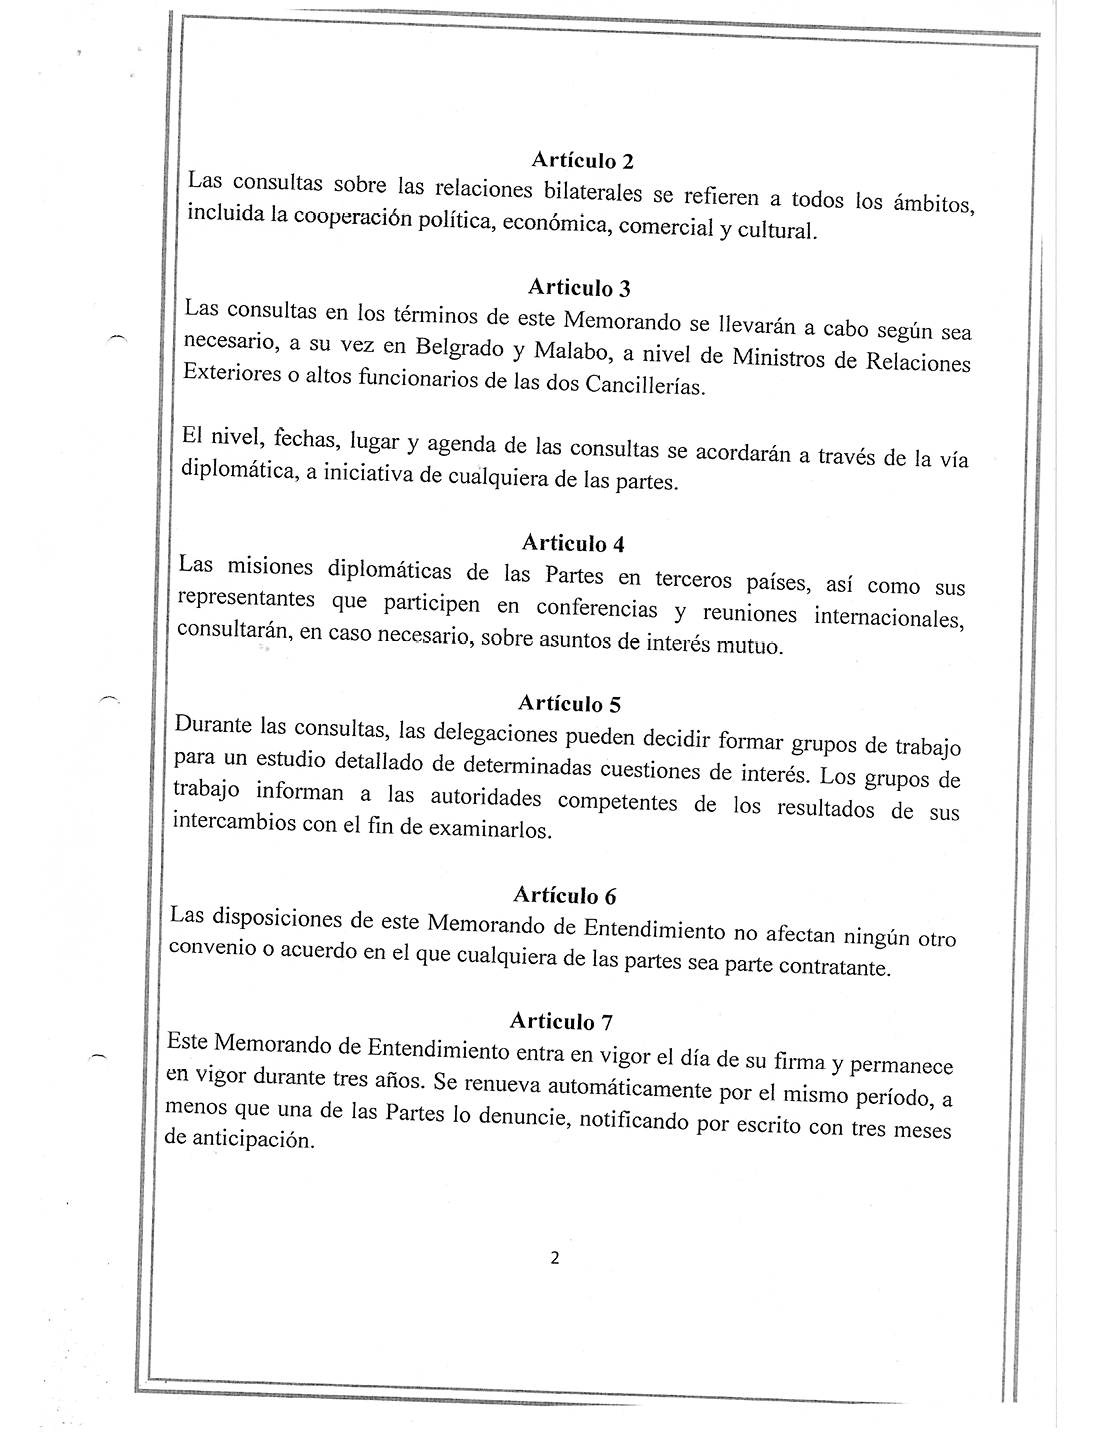 Artículo 2
Las consultas sobre las relaciones bilaterales se refieren a todos los ámbitos,
incluida la cooperación política, económica, comercial y cultural.
Articulo 3
Las consultas en los términos de este Memorando se llevarán a cabo según sea
necesario, a su vez en Belgrado y Malabo, a nivel de Ministros de Relaciones
Exteriores o altos funcionarios de las dos Cancillerías.
El nivel, fechas, lugar y agenda de las consultas se acordarán a través de la vía
diplomática, a iniciativa de cualquiera de las partes.
Articulo 4
Las misiones diplomáticas de las Partes en terceros países, así como sus
representantes que participen en conferencias y reuniones internacionales,
consultarán, en caso necesario, sobre asuntos de interés mutuo.
Artículo 5
Durante las consultas, las delegaciones pueden decidir formar grupos de trabajo
para un estudio detallado de determinadas cuestiones de interés. Los grupos de
trabajo informan a las autoridades competentes de los resultados de sus
intercambios con el fin de examinarlos.
Artículo 6
Las disposiciones de este Memorando de Entendimiento no afectan ningún otro
convenio o acuerdo en el que cualquiera de las partes sea parte contratante.
Articulo 7
Este Memorando de Entendimiento entra en vigor el día de su firma y permanece
en vigor durante tres años. Se renueva automáticamente por el mismo período, a
menos que una de las Partes lo denuncie, notificando por escrito con tres meses
de anticipación.
2